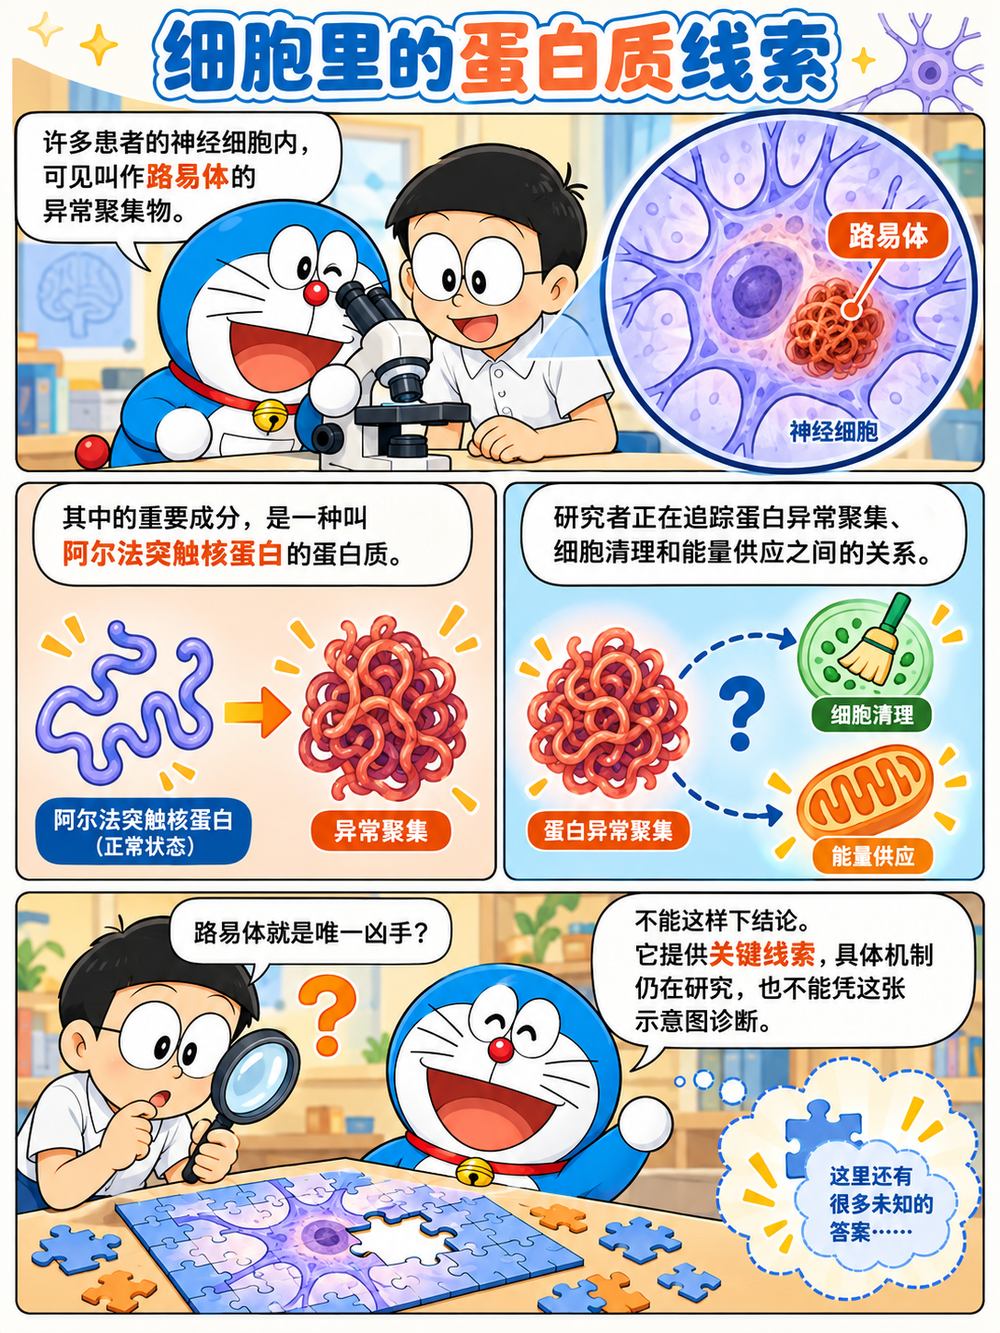 细胞里的蛋白质线索
许多患者的神经细胞内，
可见叫作路易体的
异常聚集物。
路易体
神经细胞
其中的重要成分，是一种叫
阿尔法突触核蛋白的蛋白质。
阿尔法突触核蛋白
（正常状态）
异常聚集
研究者正在追踪蛋白异常聚集、
细胞清理和能量供应之间的关系。
蛋白异常聚集
?
细胞清理
能量供应
路易体就是唯一凶手？
?
不能这样下结论。
它提供关键线索，具体机制
仍在研究，也不能凭这张
示意图诊断。
这里还有
很多未知的
答案……